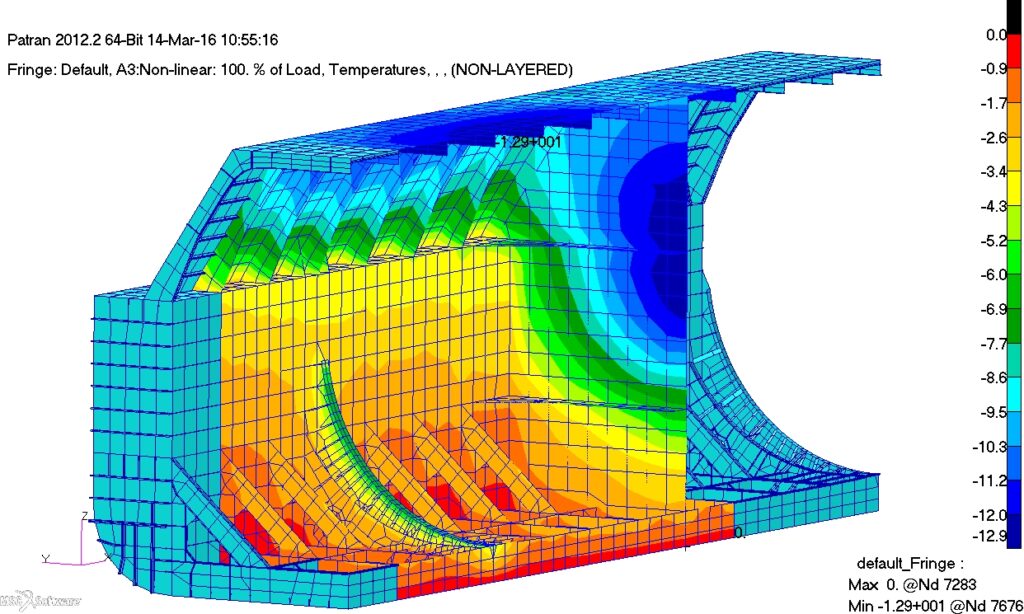 Patran 2012.2 64-Bit 14-Mar-16 10:55:16
Fringe: Default, A3:Non-linear: 100. % of Load, Temperatures, , , (NON-LAYERED)
0.0
-0.9
-1.7
-2.6
-3.4
-4.3
-5.2
-6.0
-6.9
-7.7
-8.6
-9.5
-10.3
-11.2
-12.0
-12.9
-1.29+001
0.
Z
Y
X
MSC Software
default_Fringe :
Max 0. @Nd 7283
Min -1.29+001 @Nd 7676